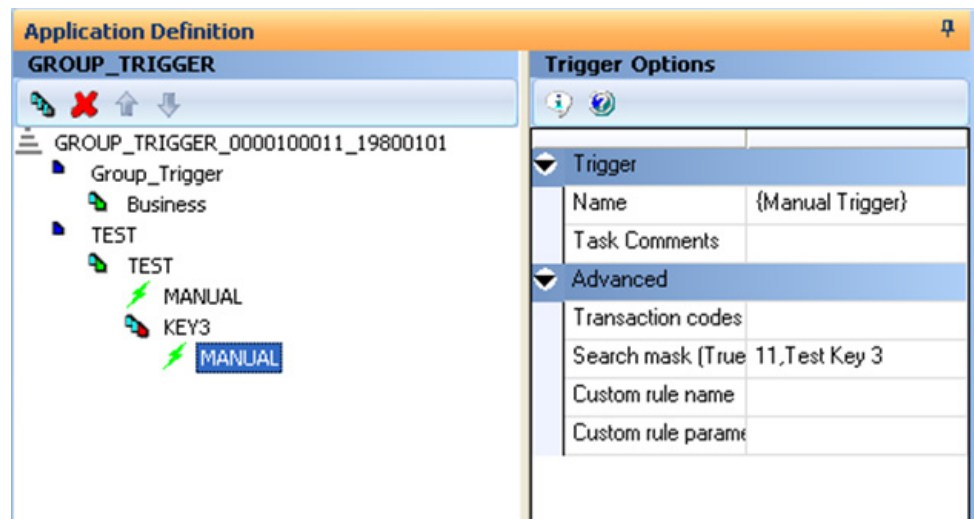 Application Definition
GROUP_TRIGGER
GROUP_TRIGGER_0000100011_19800101
Group_Trigger
Business
TEST
TEST
MANUAL
KEY3
MANUAL
Trigger Options
Trigger
Name {Manual Trigger}
Task Comments
Advanced
Transaction codes
Search mask (True 11,Test Key 3
Custom rule name
Custom rule parame